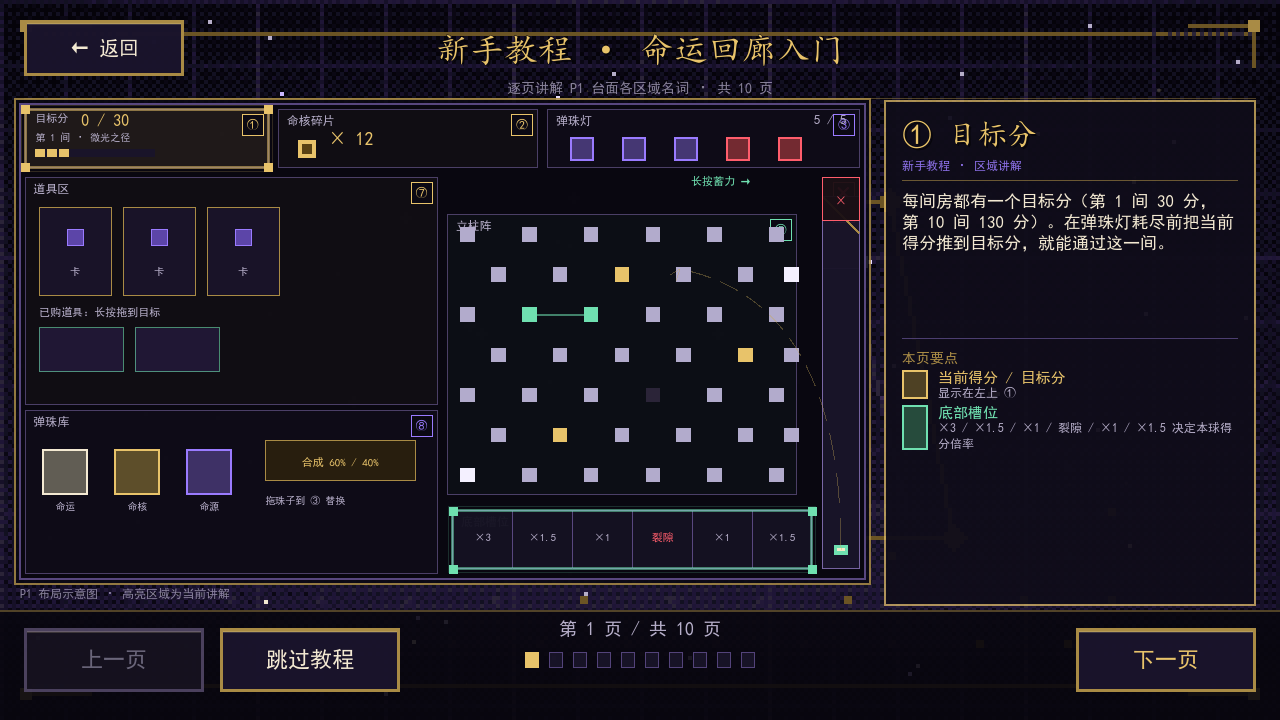 ← 返回
新手教程 · 命运回廊入门
逐页讲解 P1 台面各区域名词 · 共 10 页
目标分 0 / 30
①
第 1 间 · 微光之径
命核碎片
② 
× 12
弹珠灯
5 / 5
③
长按蓄力 →
×
道具区
⑦
卡
卡
卡
已购道具: 长按拖到目标
立柱阵
弹珠库
⑧
合成 60% / 40%
命运
命核
命源
拖珠子到 ③ 替换
×3
×1.5
×1
裂隙
×1
×1.5
P1 布局示意图 · 高亮区域为当前讲解
① 目标分
新手教程 · 区域讲解
每间房都有一个目标分（第 1 间 30 分，
第 10 间 130 分）。在弹珠灯耗尽前把当前
得分推到目标分，就能通过这一间。
本页要点
当前得分 / 目标分
显示在左上 ①
底部槽位
×3 / ×1.5 / ×1 / 裂隙 / ×1 / ×1.5 决定本球得
分倍率
上一页
跳过教程
第 1 页 / 共 10 页
下一页